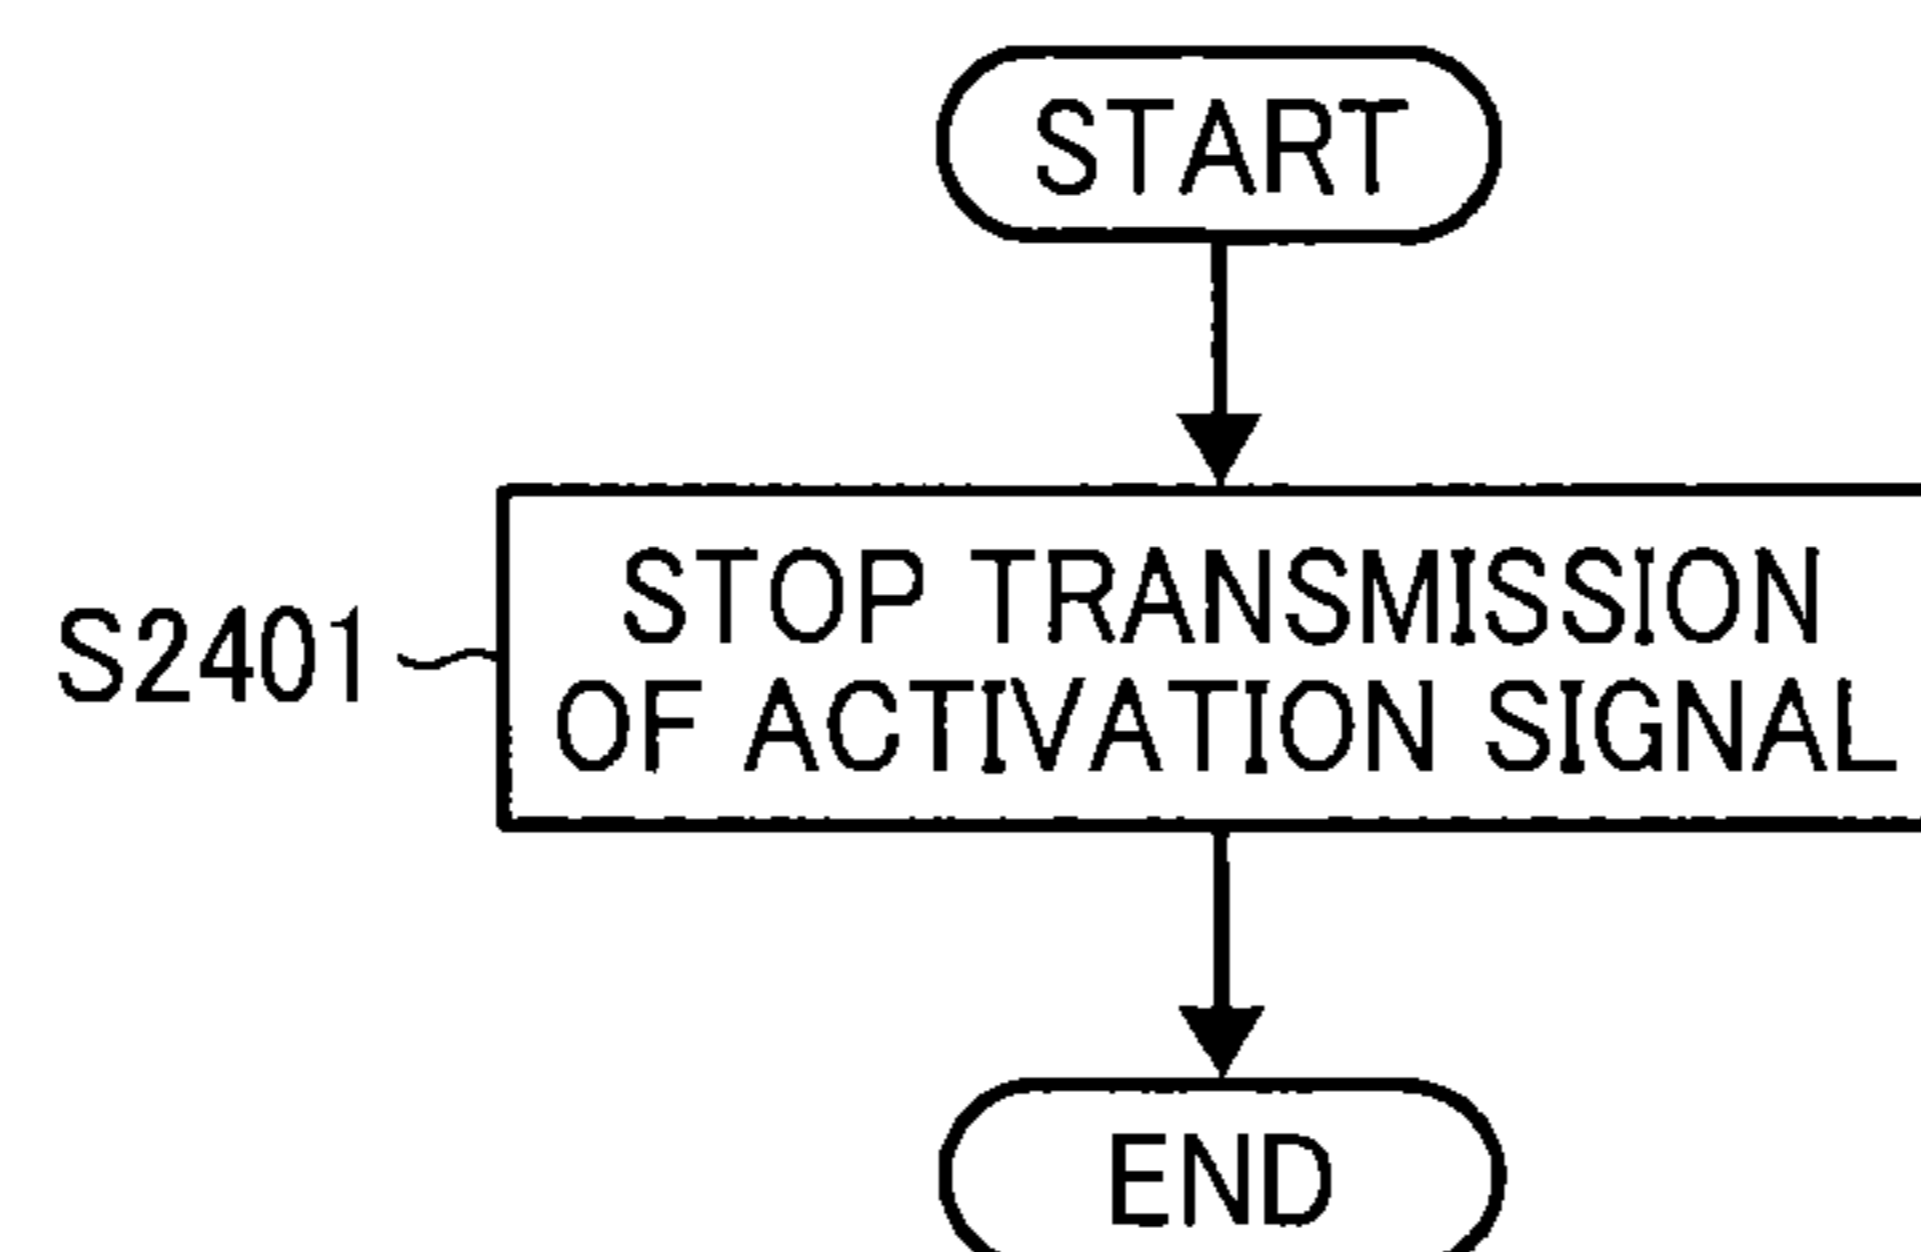 START
STOP TRANSMISSION
OF ACTIVATION SIGNAL
S2401
END